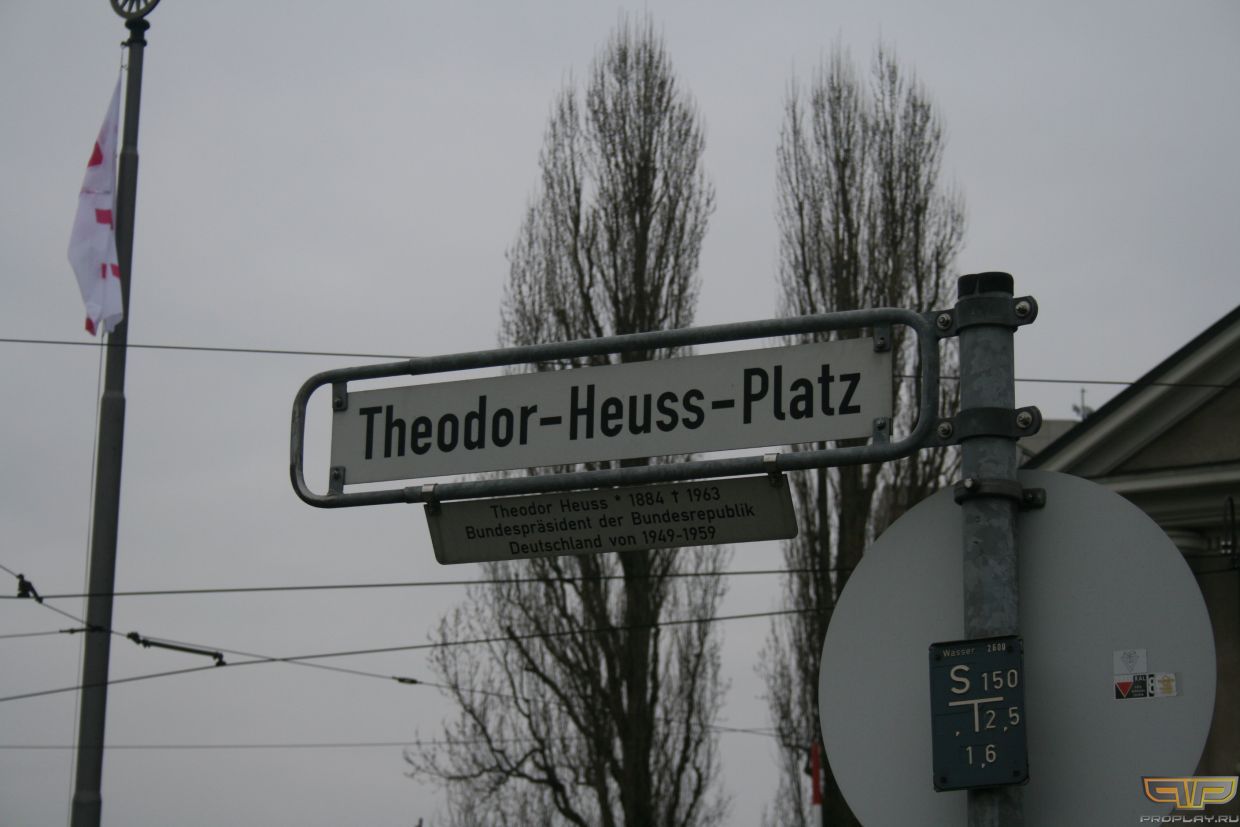 Theodor-Heuss-Platz
Theodor Heuss * 1884 † 1963
Bundespräsident der Bundesrepublik
Deutschland von 1949-1959
Wasser 2600
S 150
T 2,5
, 1,6
PROPLAY.RU